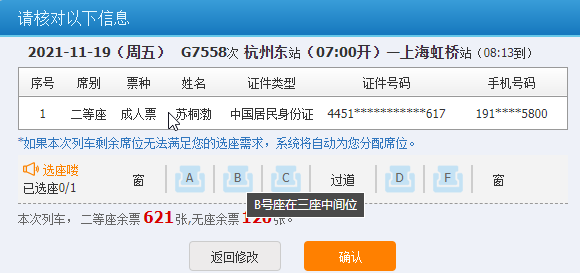 请核对以下信息
2021-11-19（周五） G7558次 杭州东站（07:00开）—上海虹桥站（08:13到）
序号 席别 票种 姓名 证件类型 证件号码 手机号码
1 二等座 成人票 苏桐渤 中国居民身份证 4451***********617 191****5800
*如果本次列车剩余席位无法满足您的选座需求，系统将自动为您分配席位。
选座喽
已选座0/1
窗 A B C 过道 D F 窗
B号座在三座中间位
本次列车，二等座余票621张,无座余票120张。
返回修改 确认